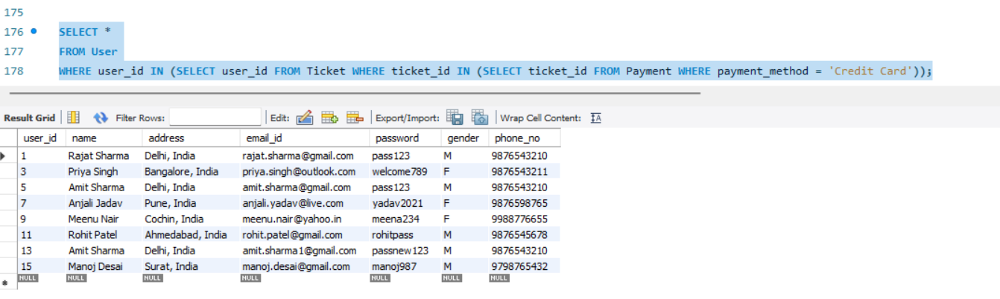 175
176 SELECT *
177 FROM User
178 WHERE user_id IN (SELECT user_id FROM Ticket WHERE ticket_id IN (SELECT ticket_id FROM Payment WHERE payment_method = 'Credit Card'));
Result Grid Filter Rows: Edit: Export/Import: Wrap Cell Content: IA
user_id name address email_id password gender phone_no
1 Rajat Sharma Delhi, India rajat.sharma@gmail.com pass123 M 9876543210
3 Priya Singh Bangalore, India priya.singh@outlook.com welcome789 F 9876543211
5 Amit Sharma Delhi, India amit.sharma@gmail.com pass123 M 9876543210
7 Anjali Jadav Pune, India anjali.yadav@live.com yadav2021 F 9876598765
9 Meenu Nair Cochin, India meenu.nair@yahoo.in meena234 F 9988776655
11 Rohit Patel Ahmedabad, India rohit.patel@gmail.com rohitpass M 9876545678
13 Amit Sharma Delhi, India amit.sharma1@gmail.com passnew123 M 9876543210
15 Manoj Desai Surat, India manoj.desai@gmail.com manoj987 M 9798765432
NULL NULL NULL NULL NULL NULL NULL